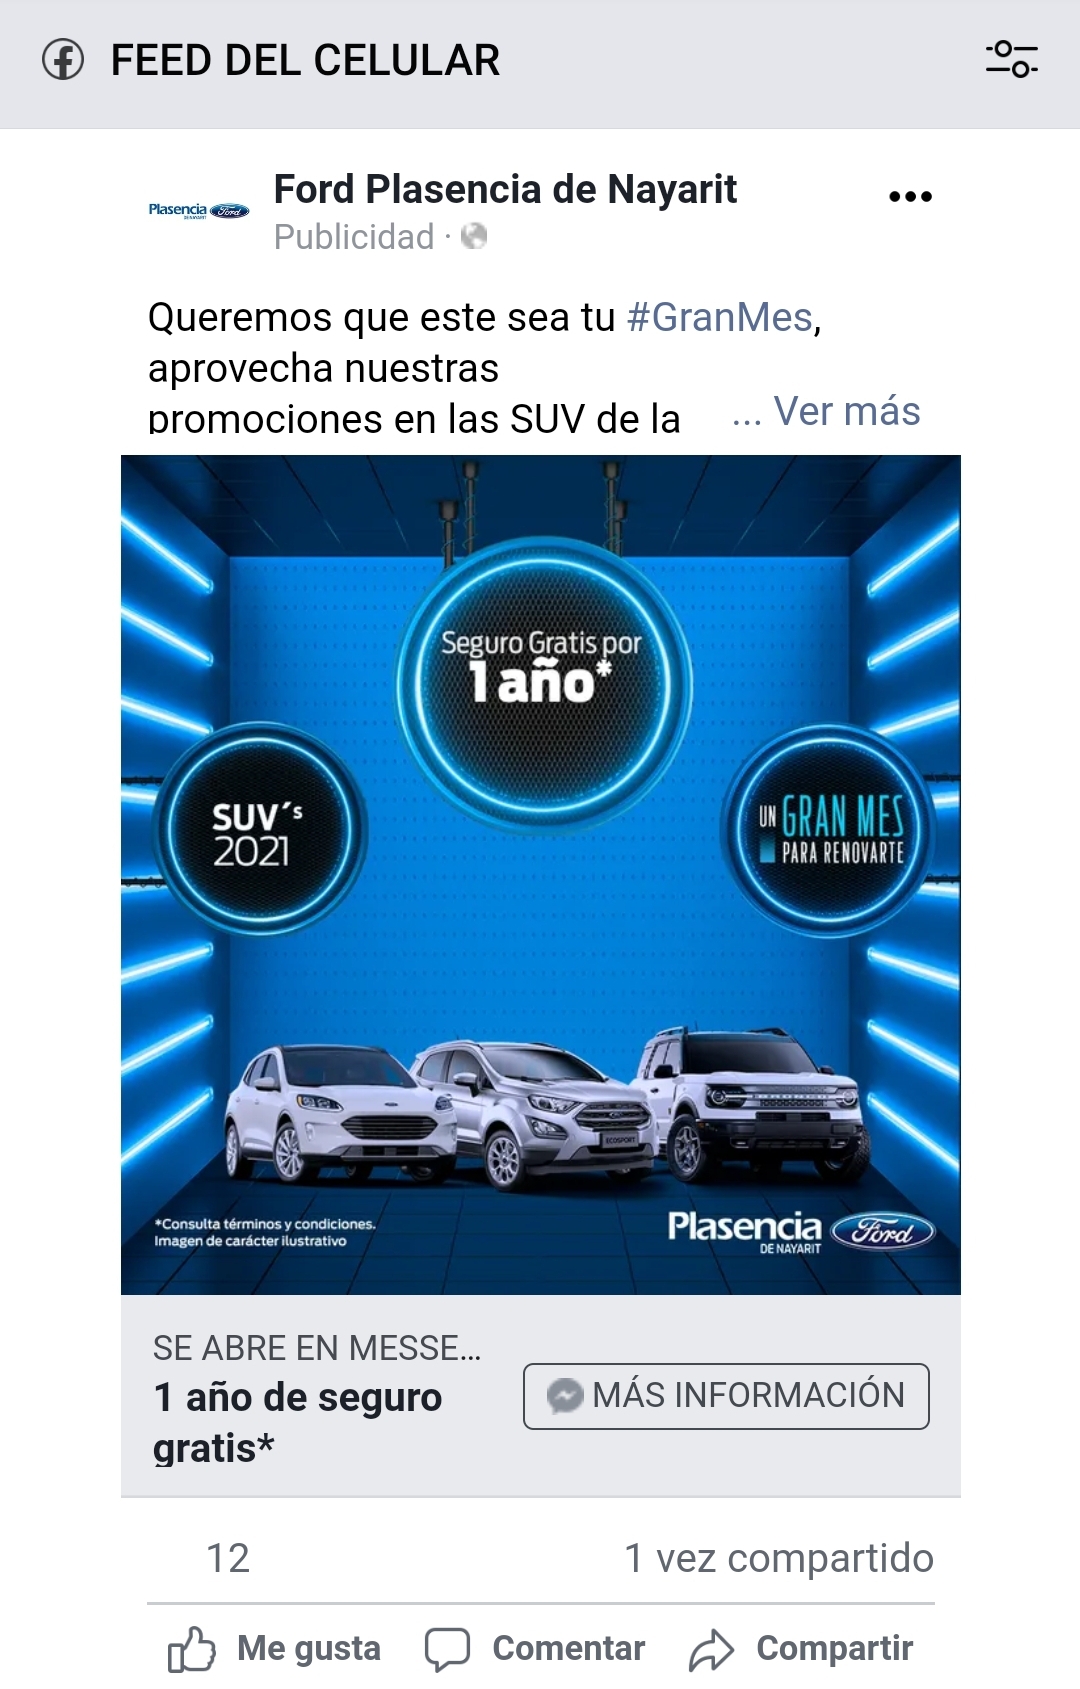 FEED DEL CELULAR
Plasencia Ford
DE NAYARIT
Ford Plasencia de Nayarit
Publicidad ·
Queremos que este sea tu #GranMes,
aprovecha nuestras
promociones en las SUV de la ... Ver más
Seguro Gratis por
1 año*
SUV´s
2021
UN GRAN MES
PARA RENOVARTE
ECOSPORT
*Consulta términos y condiciones.
Imagen de carácter ilustrativo
Plasencia Ford
DE NAYARIT
SE ABRE EN MESSE...
1 año de seguro
gratis*
MÁS INFORMACIÓN
12
1 vez compartido
Me gusta
Comentar
Compartir